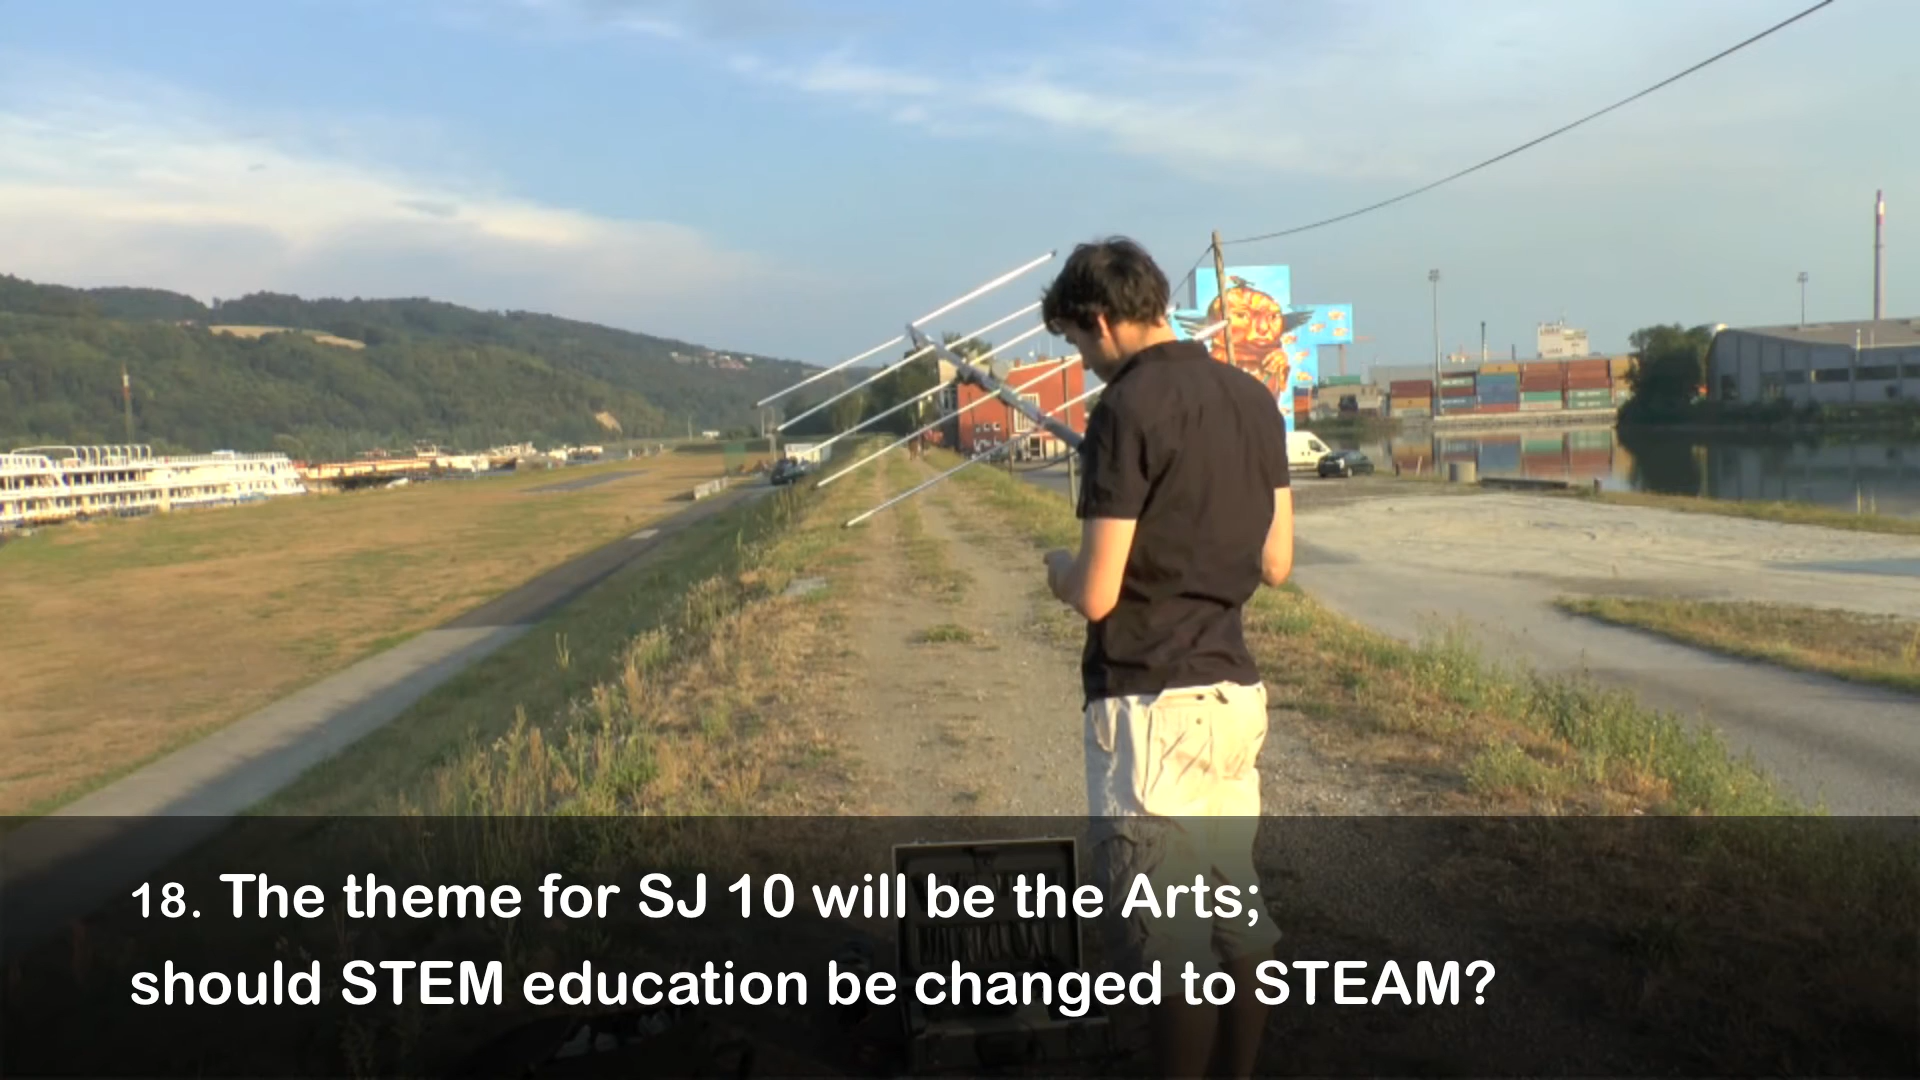 18. The theme for SJ 10 will be the Arts;
should STEM education be changed to STEAM?